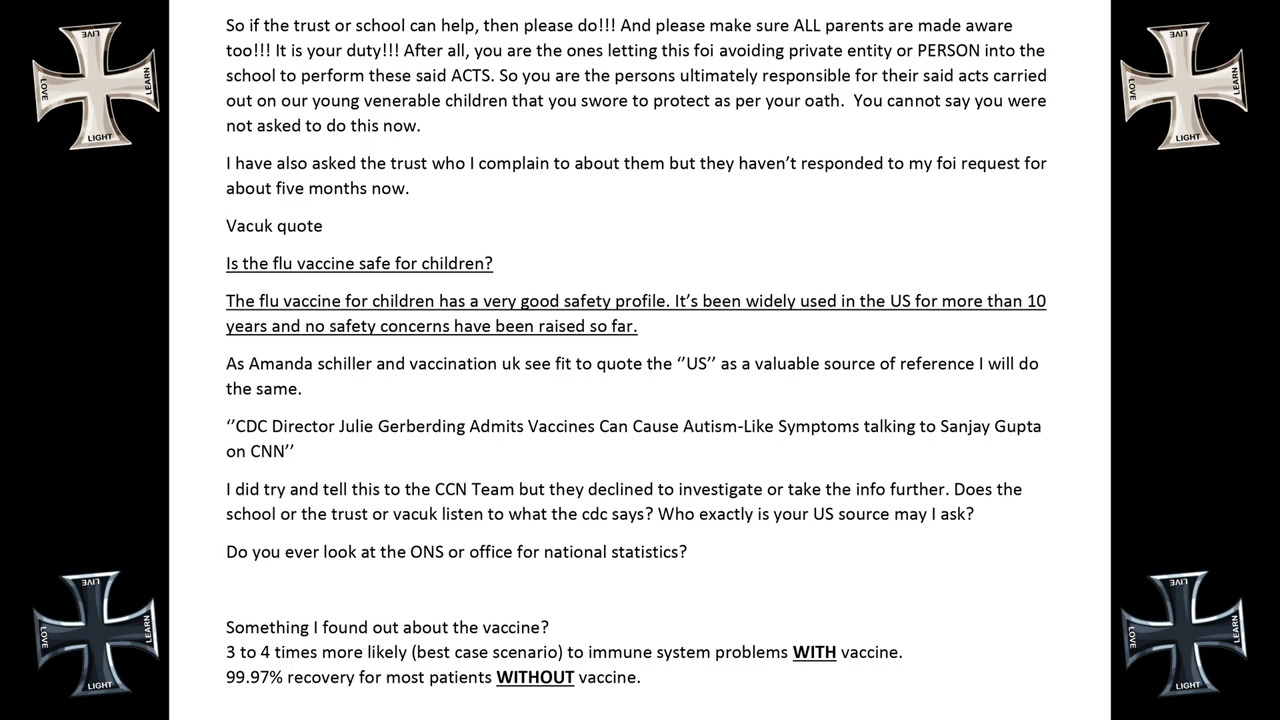 So if the trust or school can help, then please do!!! And please make sure ALL parents are made aware
too!!! It is your duty!!! After all, you are the ones letting this foi avoiding private entity or PERSON into the
school to perform these said ACTS. So you are the persons ultimately responsible for their said acts carried
out on our young venerable children that you swore to protect as per your oath.  You cannot say you were
not asked to do this now.
I have also asked the trust who I complain to about them but they haven’t responded to my foi request for
about five months now.
Vacuk quote
Is the flu vaccine safe for children?
The flu vaccine for children has a very good safety profile. It’s been widely used in the US for more than 10
years and no safety concerns have been raised so far.
As Amanda schiller and vaccination uk see fit to quote the ‘’US’’ as a valuable source of reference I will do
the same.
‘’CDC Director Julie Gerberding Admits Vaccines Can Cause Autism-Like Symptoms talking to Sanjay Gupta
on CNN’’
I did try and tell this to the CCN Team but they declined to investigate or take the info further. Does the
school or the trust or vacuk listen to what the cdc says? Who exactly is your US source may I ask?
Do you ever look at the ONS or office for national statistics?
Something I found out about the vaccine?
3 to 4 times more likely (best case scenario) to immune system problems WITH vaccine.
99.97% recovery for most patients WITHOUT vaccine.
LIVE
LOVE
LEARN
LIGHT
LIVE
LOVE
LEARN
LIGHT
LIVE
LOVE
LEARN
LIGHT
LIVE
LOVE
LEARN
LIGHT